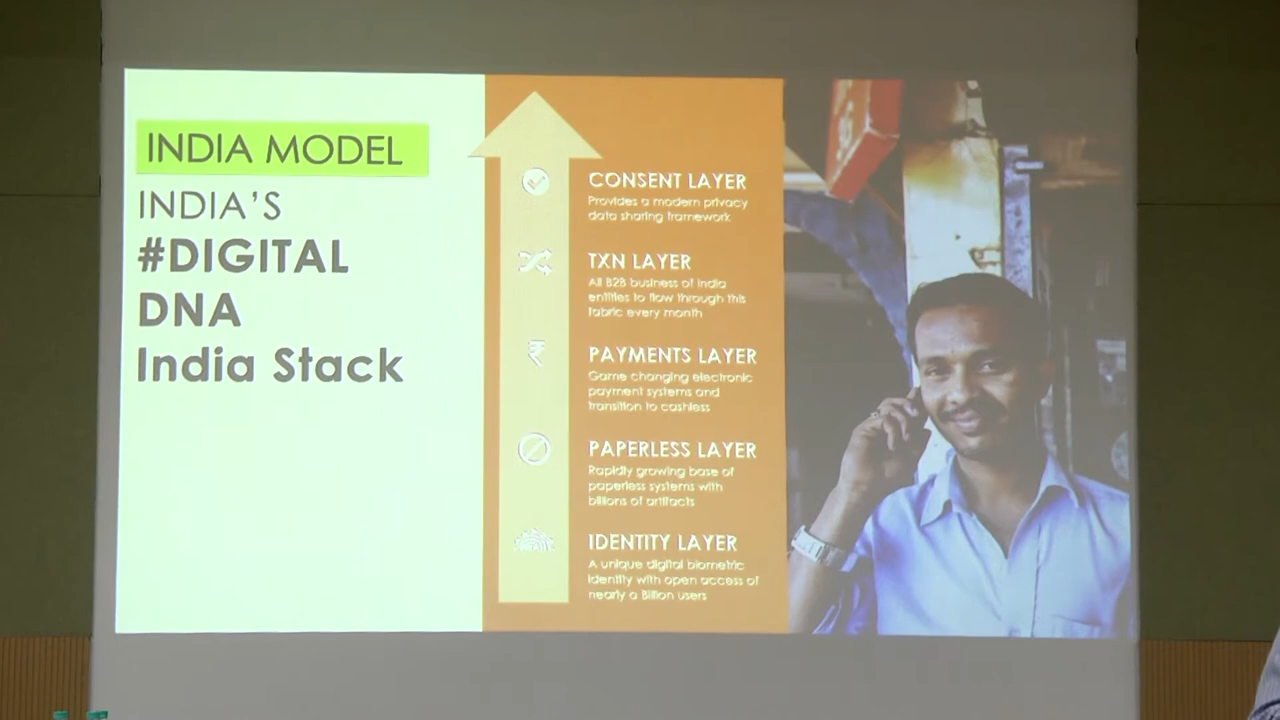 INDIA MODEL
INDIA'S
#DIGITAL
DNA
India Stack
CONSENT LAYER
Provides a modern privacy
data sharing framework
TXN LAYER
All B2B business of India
entities to flow through this
fabric every month
₹
PAYMENTS LAYER
Game changing electronic
payment systems and
transition to cashless
PAPERLESS LAYER
Rapidly growing base of
paperless systems with
billions of artifacts
IDENTITY LAYER
A unique digital biometric
identity with open access of
nearly a Billion users